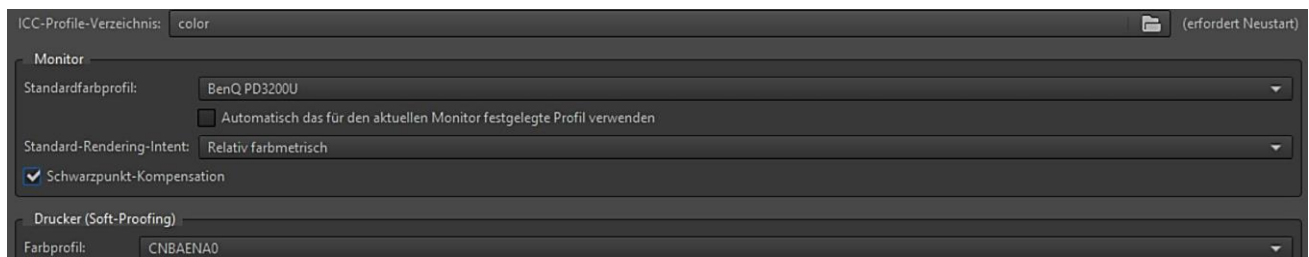 ICC-Profile-Verzeichnis: color (erfordert Neustart)
Monitor
Standardfarbprofil: BenQ PD3200U
Automatisch das für den aktuellen Monitor festgelegte Profil verwenden
Standard-Rendering-Intent: Relativ farbmetrisch
Schwarzpunkt-Kompensation
Drucker (Soft-Proofing)
Farbprofil: CNBAENA0